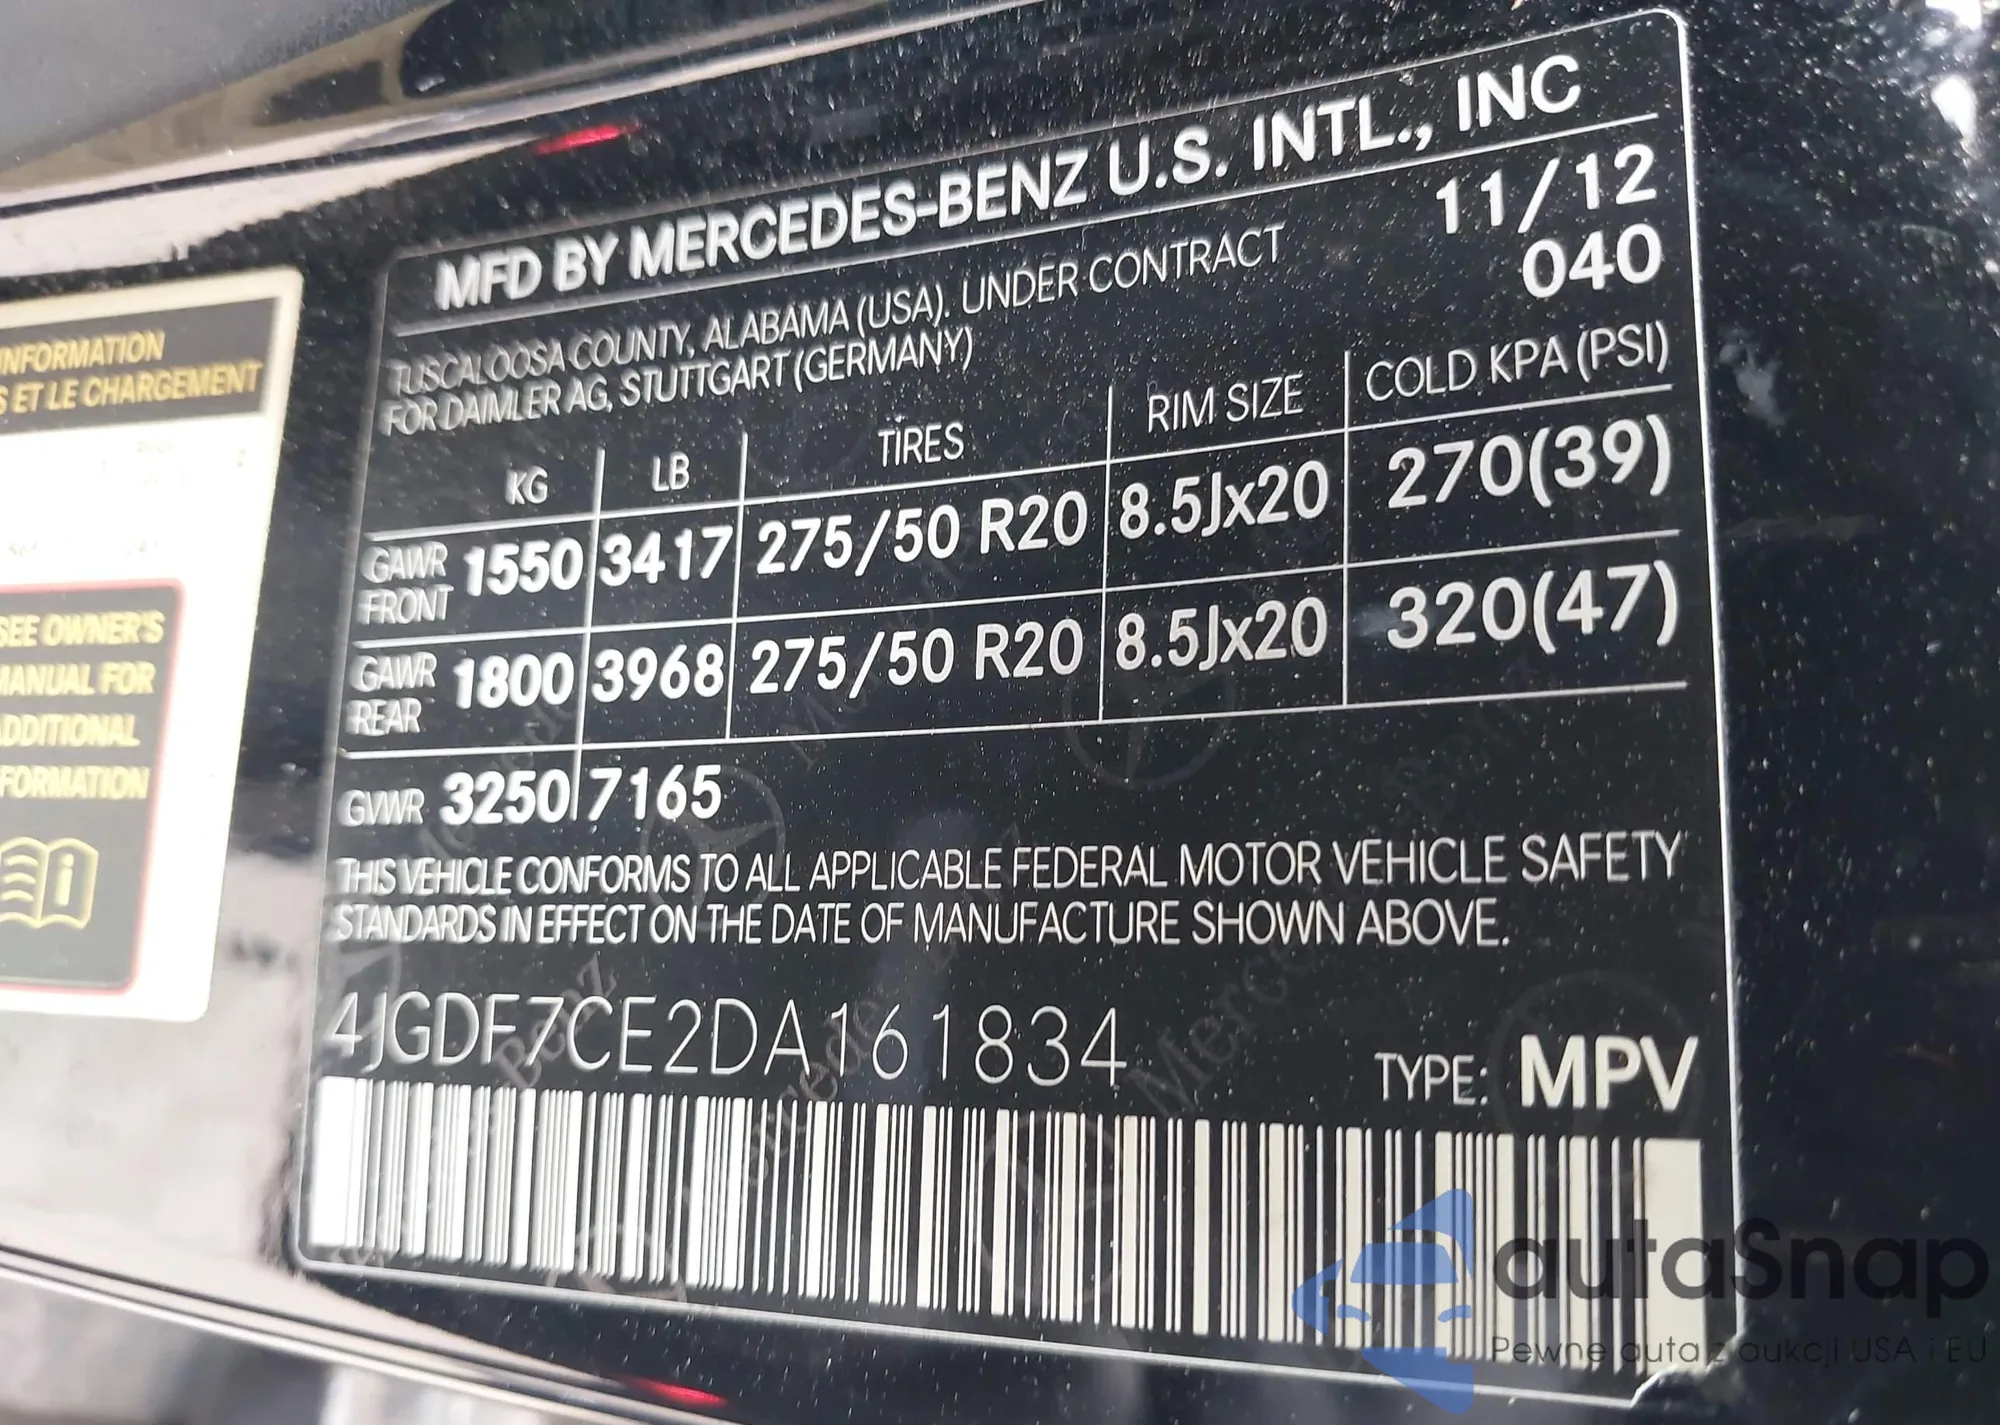 MFD BY MERCEDES-BENZ U.S. INTL., INC
11/12
TUSCALOOSA COUNTY, ALABAMA (USA). UNDER CONTRACT
040
FOR DAIMLER AG, STUTTGART (GERMANY)
KG LB TIRES RIM SIZE COLD KPA (PSI)
GAWR FRONT 1550 3417 275/50 R20 8.5Jx20 270(39)
GAWR REAR 1800 3968 275/50 R20 8.5Jx20 320(47)
GVWR 3250 7165
THIS VEHICLE CONFORMS TO ALL APPLICABLE FEDERAL MOTOR VEHICLE SAFETY
STANDARDS IN EFFECT ON THE DATE OF MANUFACTURE SHOWN ABOVE.
4JGDF7CE2DA161834
TYPE: MPV
INFORMATION
S ET LE CHARGEMENT
SEE OWNER'S
MANUAL FOR
ADDITIONAL
FORMATION
autaSnap
Pewne auta z aukcji USA i EU